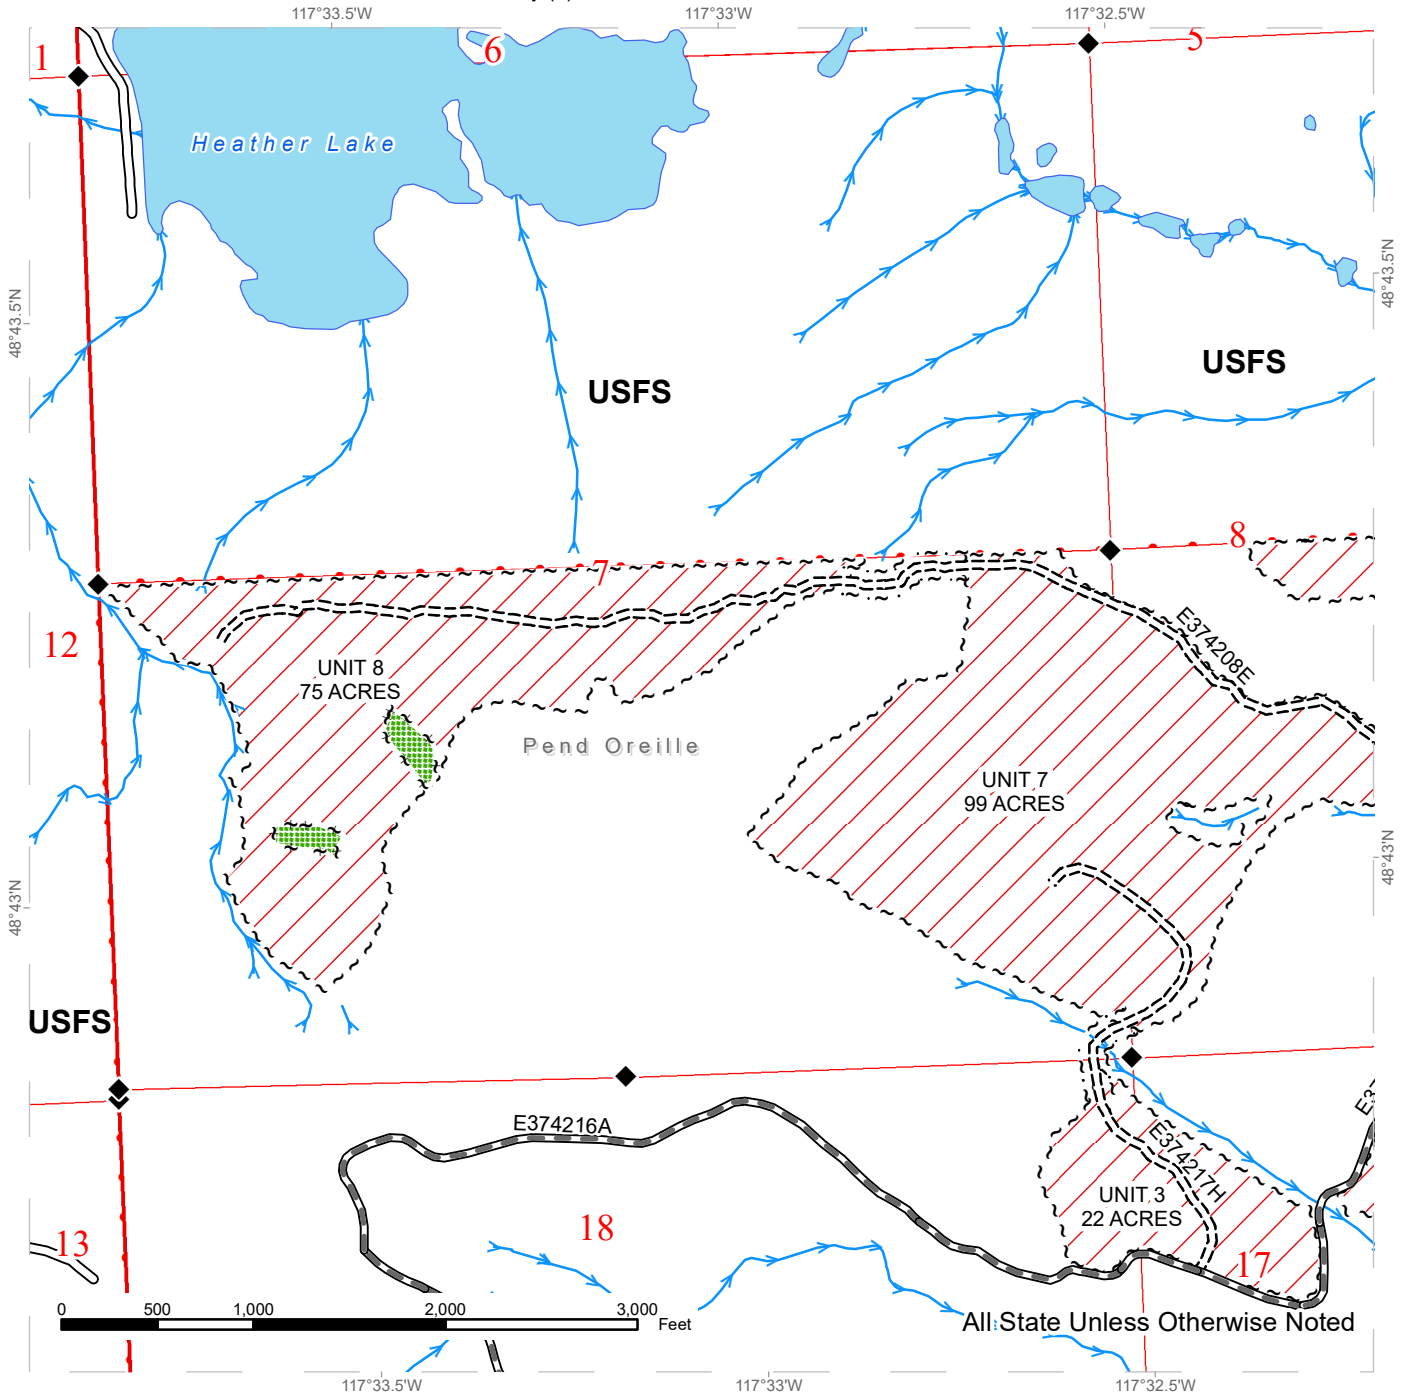 117°33.5'W
117°33'W
117°32.5'W
1
6
5
Heather Lake
48°43.5'N
48°43.5'N
USFS
USFS
7
8
12
E374208E
UNIT 8
75 ACRES
Pend Oreille
UNIT 7
99 ACRES
48°43'N
48°43'N
USFS
E374216A
E374217H
UNIT 3
22 ACRES
18
13
17
0 500 1,000 2,000 3,000
Feet
All State Unless Otherwise Noted
117°33.5'W
117°33'W
117°32.5'W